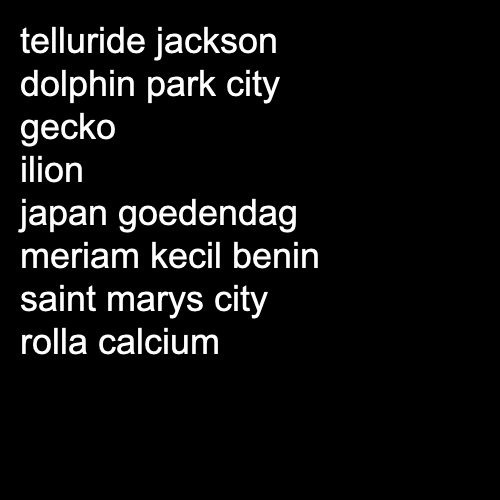 telluride jackson
dolphin park city
gecko
ilion
japan goedendag
meriam kecil benin
saint marys city
rolla calcium